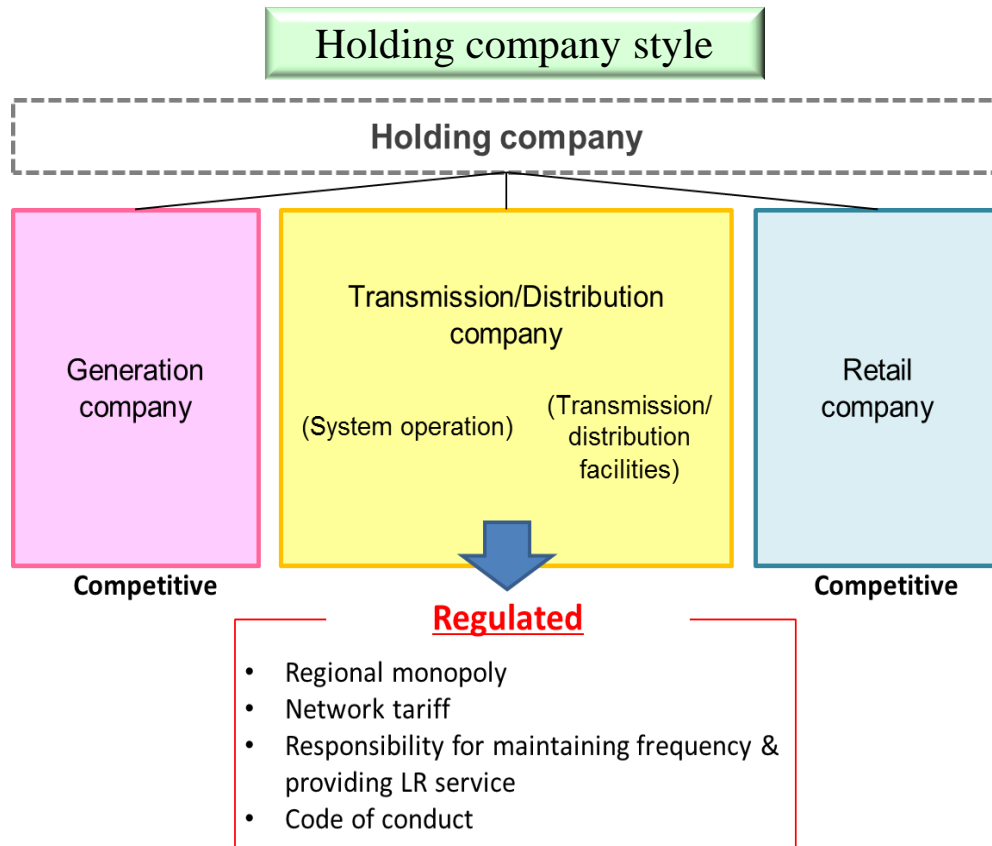 Holding company style
Holding company
Generation
company
Transmission/Distribution
company
(System operation)
(Transmission/
distribution
facilities)
Retail
company
Competitive
Competitive
Regulated
• Regional monopoly
• Network tariff
• Responsibility for maintaining frequency &
providing LR service
• Code of conduct